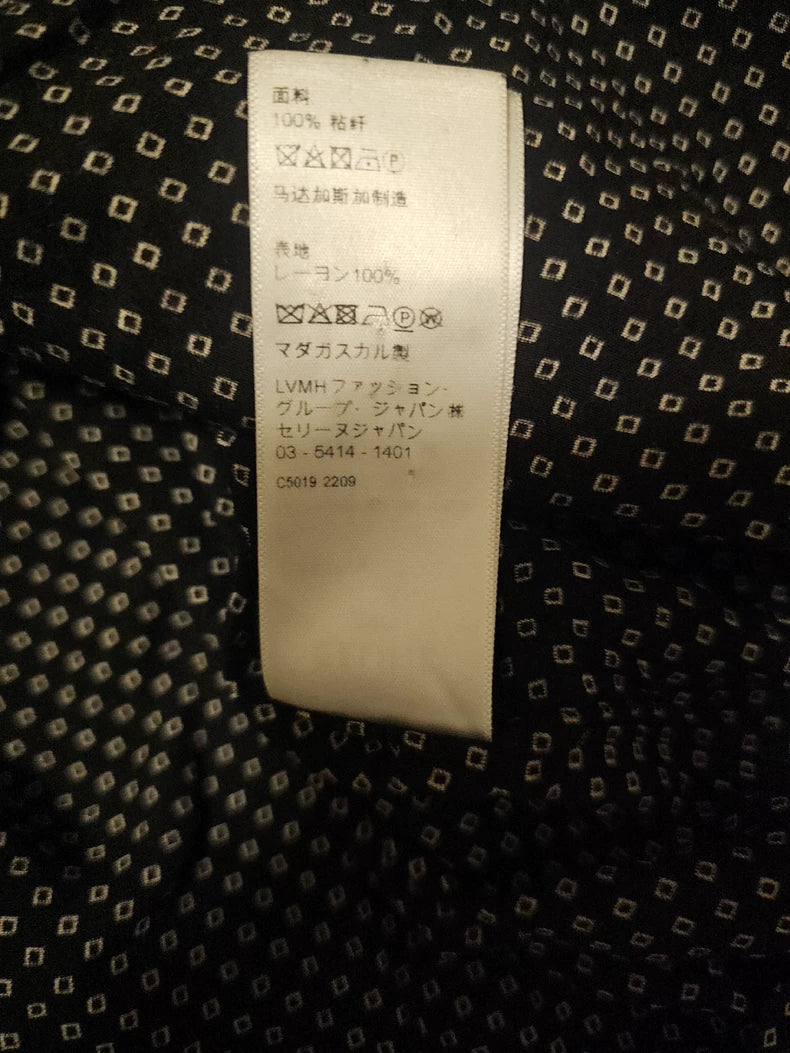 面料
100% 粘纤
马达加斯加制造
表地
レーヨン100%
マダガスカル製
LVMHファッション・
グループ・ジャパン㈱
セリーヌジャパン
03 - 5414 - 1401
C5019 2209